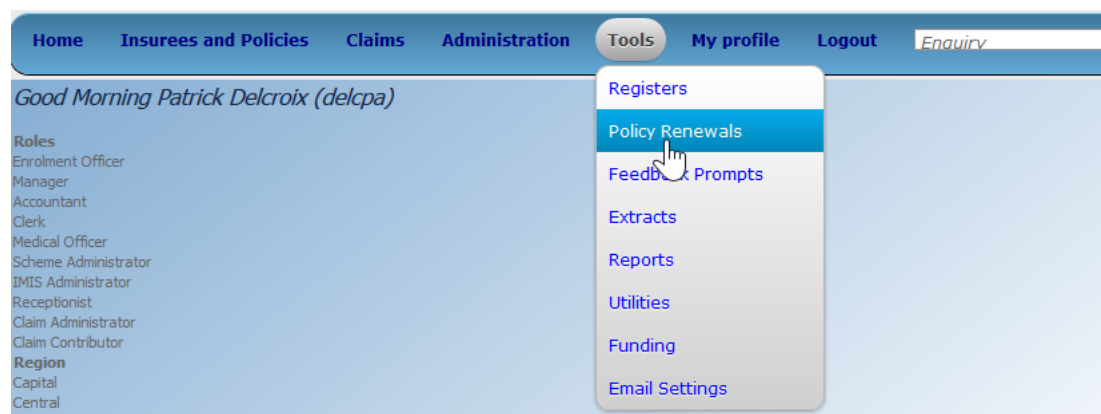 Home Insurees and Policies Claims Administration Tools My profile Logout Enquiry
Good Morning Patrick Delcroix (delcpa)
Roles
Enrolment Officer
Manager
Accountant
Clerk
Medical Officer
Scheme Administrator
IMIS Administrator
Receptionist
Claim Administrator
Claim Contributor
Region
Capital
Central
Registers
Policy Renewals
Feedback Prompts
Extracts
Reports
Utilities
Funding
Email Settings